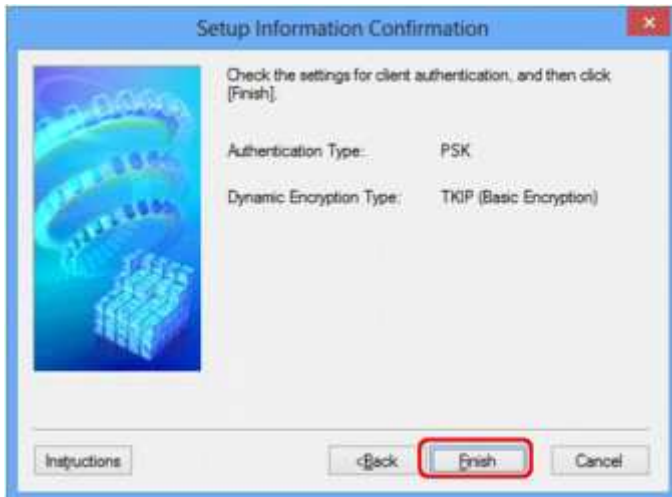 Setup Information Confirmation
Check the settings for client authentication, and then click
[Finish].
Authentication Type: PSK
Dynamic Encryption Type: TKIP (Basic Encryption)
Instructions <Back Finish Cancel